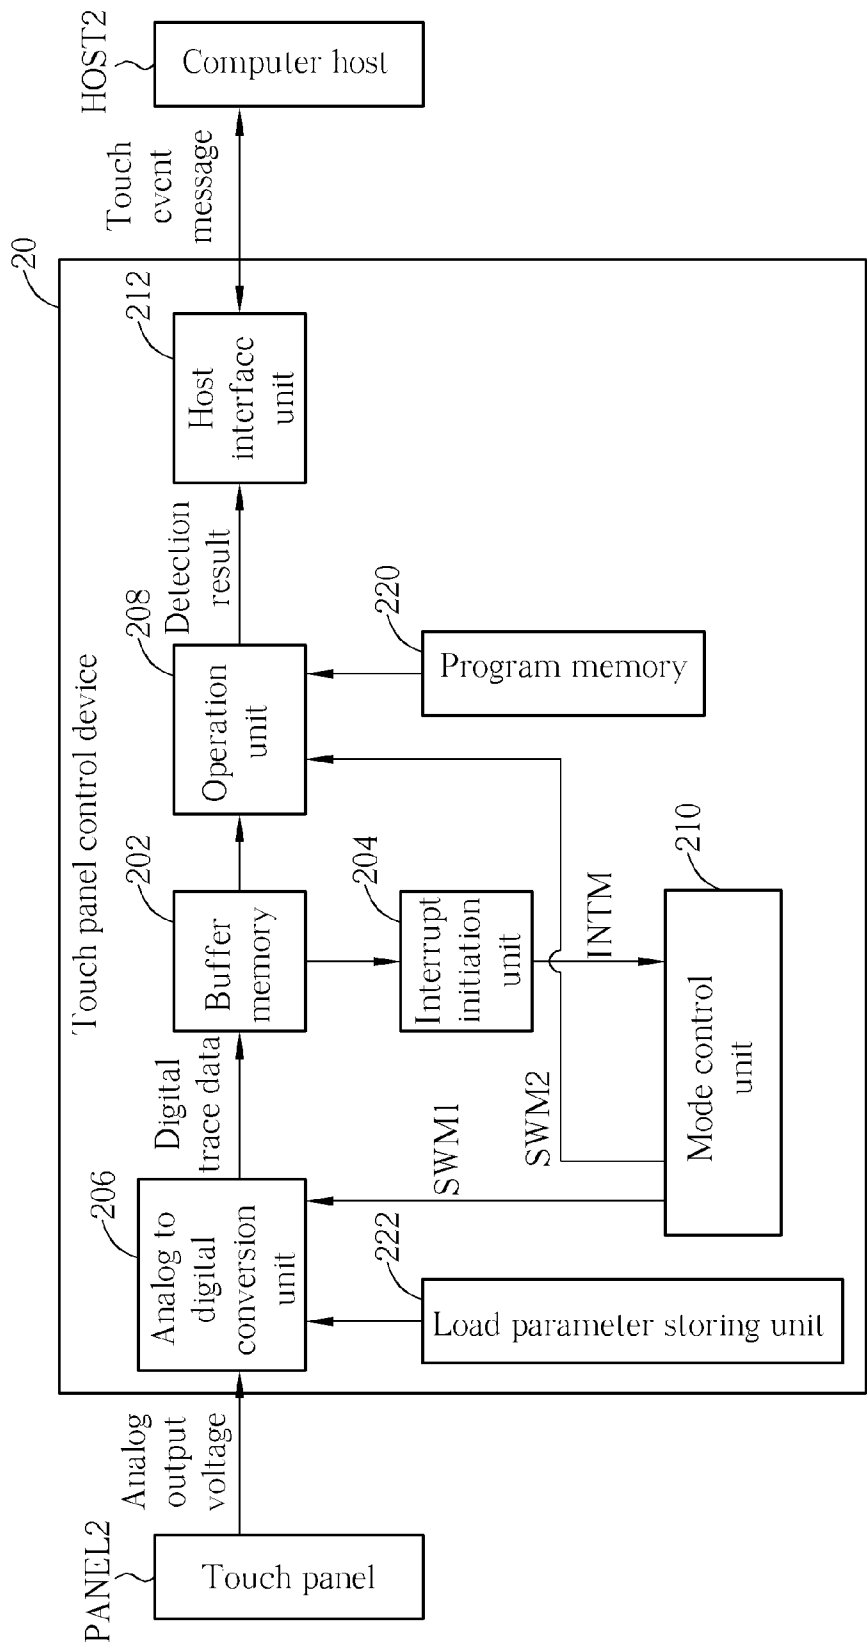 Touch panel control device
20
PANEL2
Touch panel
Analog
output
voltage
206
Analog to
digital
conversion
unit
Digital
trace data
202
Buffer
memory
208
Operation
unit
Detection
result
212
Host
interface
unit
Touch
event
message
HOST2
Computer host
222
Load parameter storing unit
SWM1
SWM2
204
Interrupt
initiation
unit
INTM
220
Program memory
210
Mode control
unit